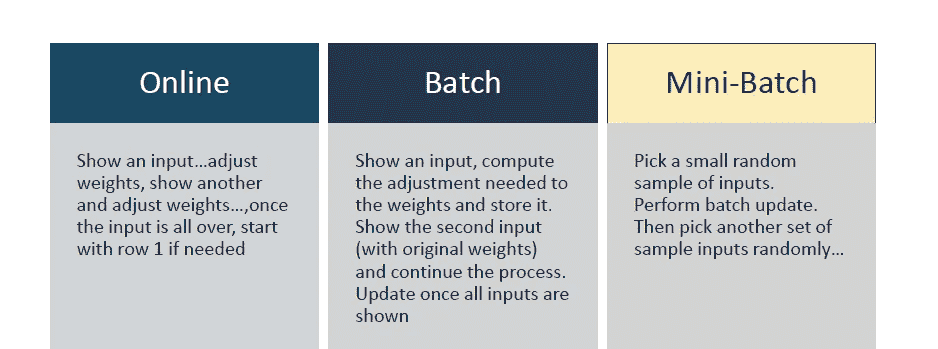 Online
Show an input...adjust
weights, show another
and adjust weights...,once
the input is all over, start
with row 1 if needed
Batch
Show an input, compute
the adjustment needed to
the weights and store it.
Show the second input
(with original weights)
and continue the process.
Update once all inputs are
shown
Mini-Batch
Pick a small random
sample of inputs.
Perform batch update.
Then pick another set of
sample inputs randomly...